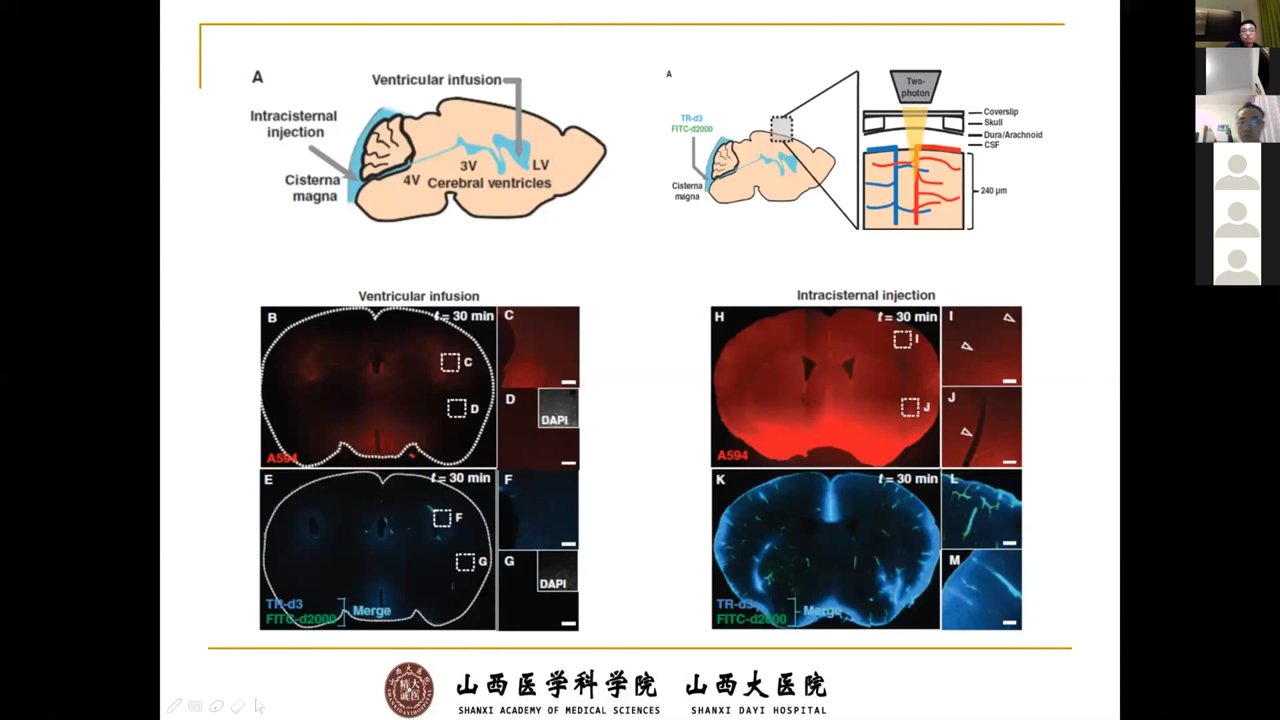 A
Ventricular infusion
Intracisternal
injection
Cisterna
magna
4V
3V
LV
Cerebral ventricles
A
TR-d3
FITC-d2000
Cisterna
magna
Two-
photon
Coverslip
Skull
Dura/Arachnoid
CSF
240 μm
Ventricular infusion
B
t = 30 min
C
D
A594
C
D
DAPI
E
t = 30 min
F
G
TR-d3
FITC-d2000
Merge
F
G
DAPI
Intracisternal injection
H
t = 30 min
I
J
A594
I
J
K
t = 30 min
TR-d3
FITC-d2000
Merge
L
M
山西医学科学院 山西大医院
SHANXI ACADEMY OF MEDICAL SCIENCES SHANXI DAYI HOSPITAL